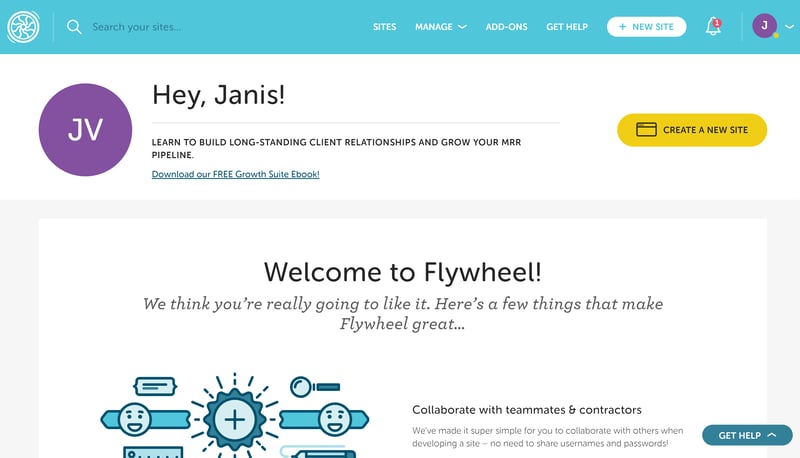 Search your sites...
SITES
MANAGE
ADD-ONS
GET HELP
+ NEW SITE
1
J
JV
Hey, Janis!
LEARN TO BUILD LONG-STANDING CLIENT RELATIONSHIPS AND GROW YOUR MRR
PIPELINE.
Download our FREE Growth Suite Ebook!
CREATE A NEW SITE
Welcome to Flywheel!
We think you're really going to like it. Here's a few things that make
Flywheel great...
Collaborate with teammates & contractors
We've made it super simple for you to collaborate with others when
developing a site – no need to share usernames and passwords!
GET HELP